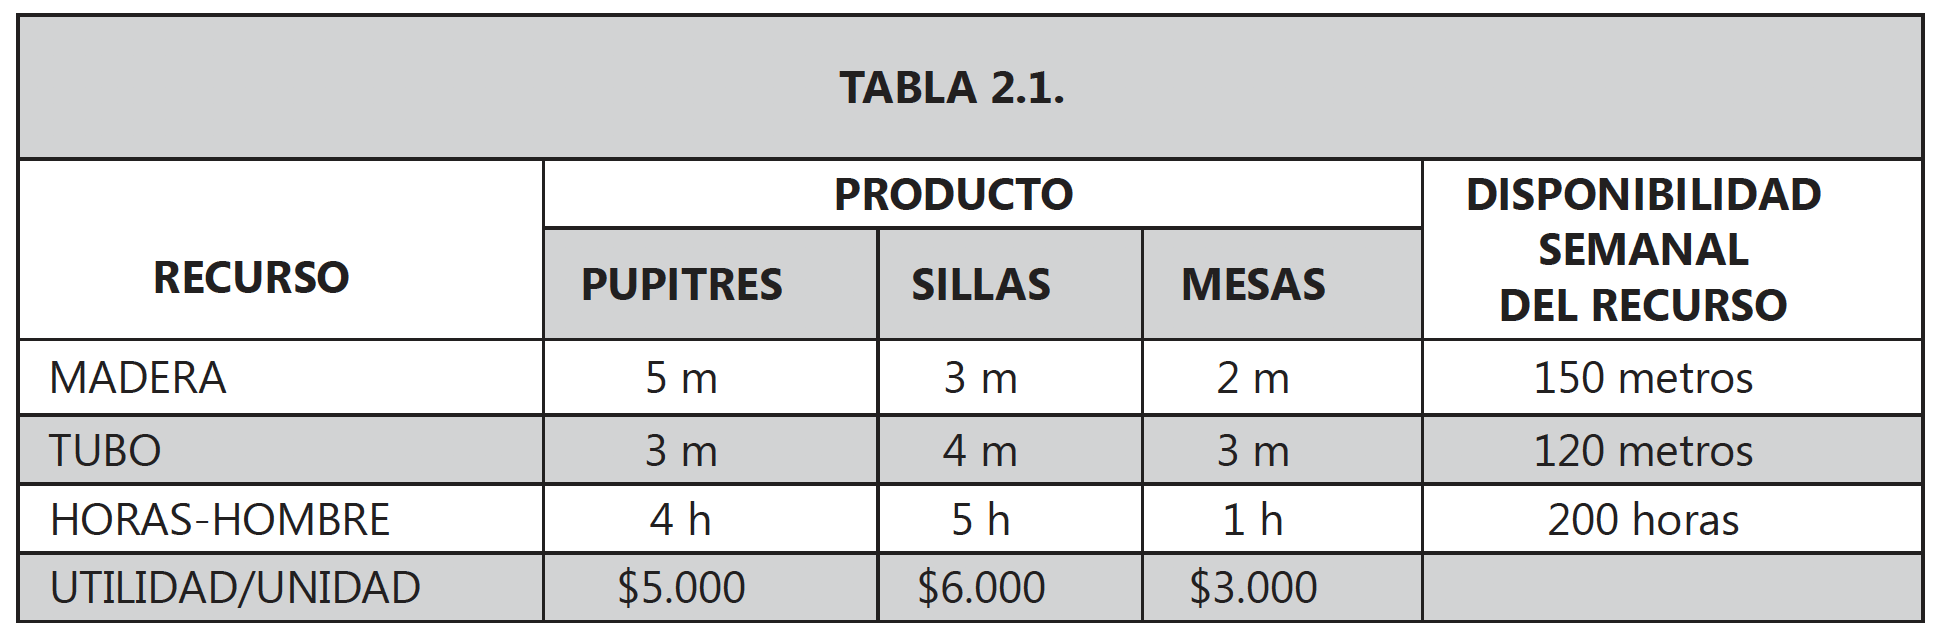 TABLA 2.1.
RECURSO
PRODUCTO
DISPONIBILIDAD
SEMANAL
DEL RECURSO
PUPITRES SILLAS MESAS
MADERA 5 m 3 m 2 m 150 metros
TUBO 3 m 4 m 3 m 120 metros
HORAS-HOMBRE 4 h 5 h 1 h 200 horas
UTILIDAD/UNIDAD $5.000 $6.000 $3.000